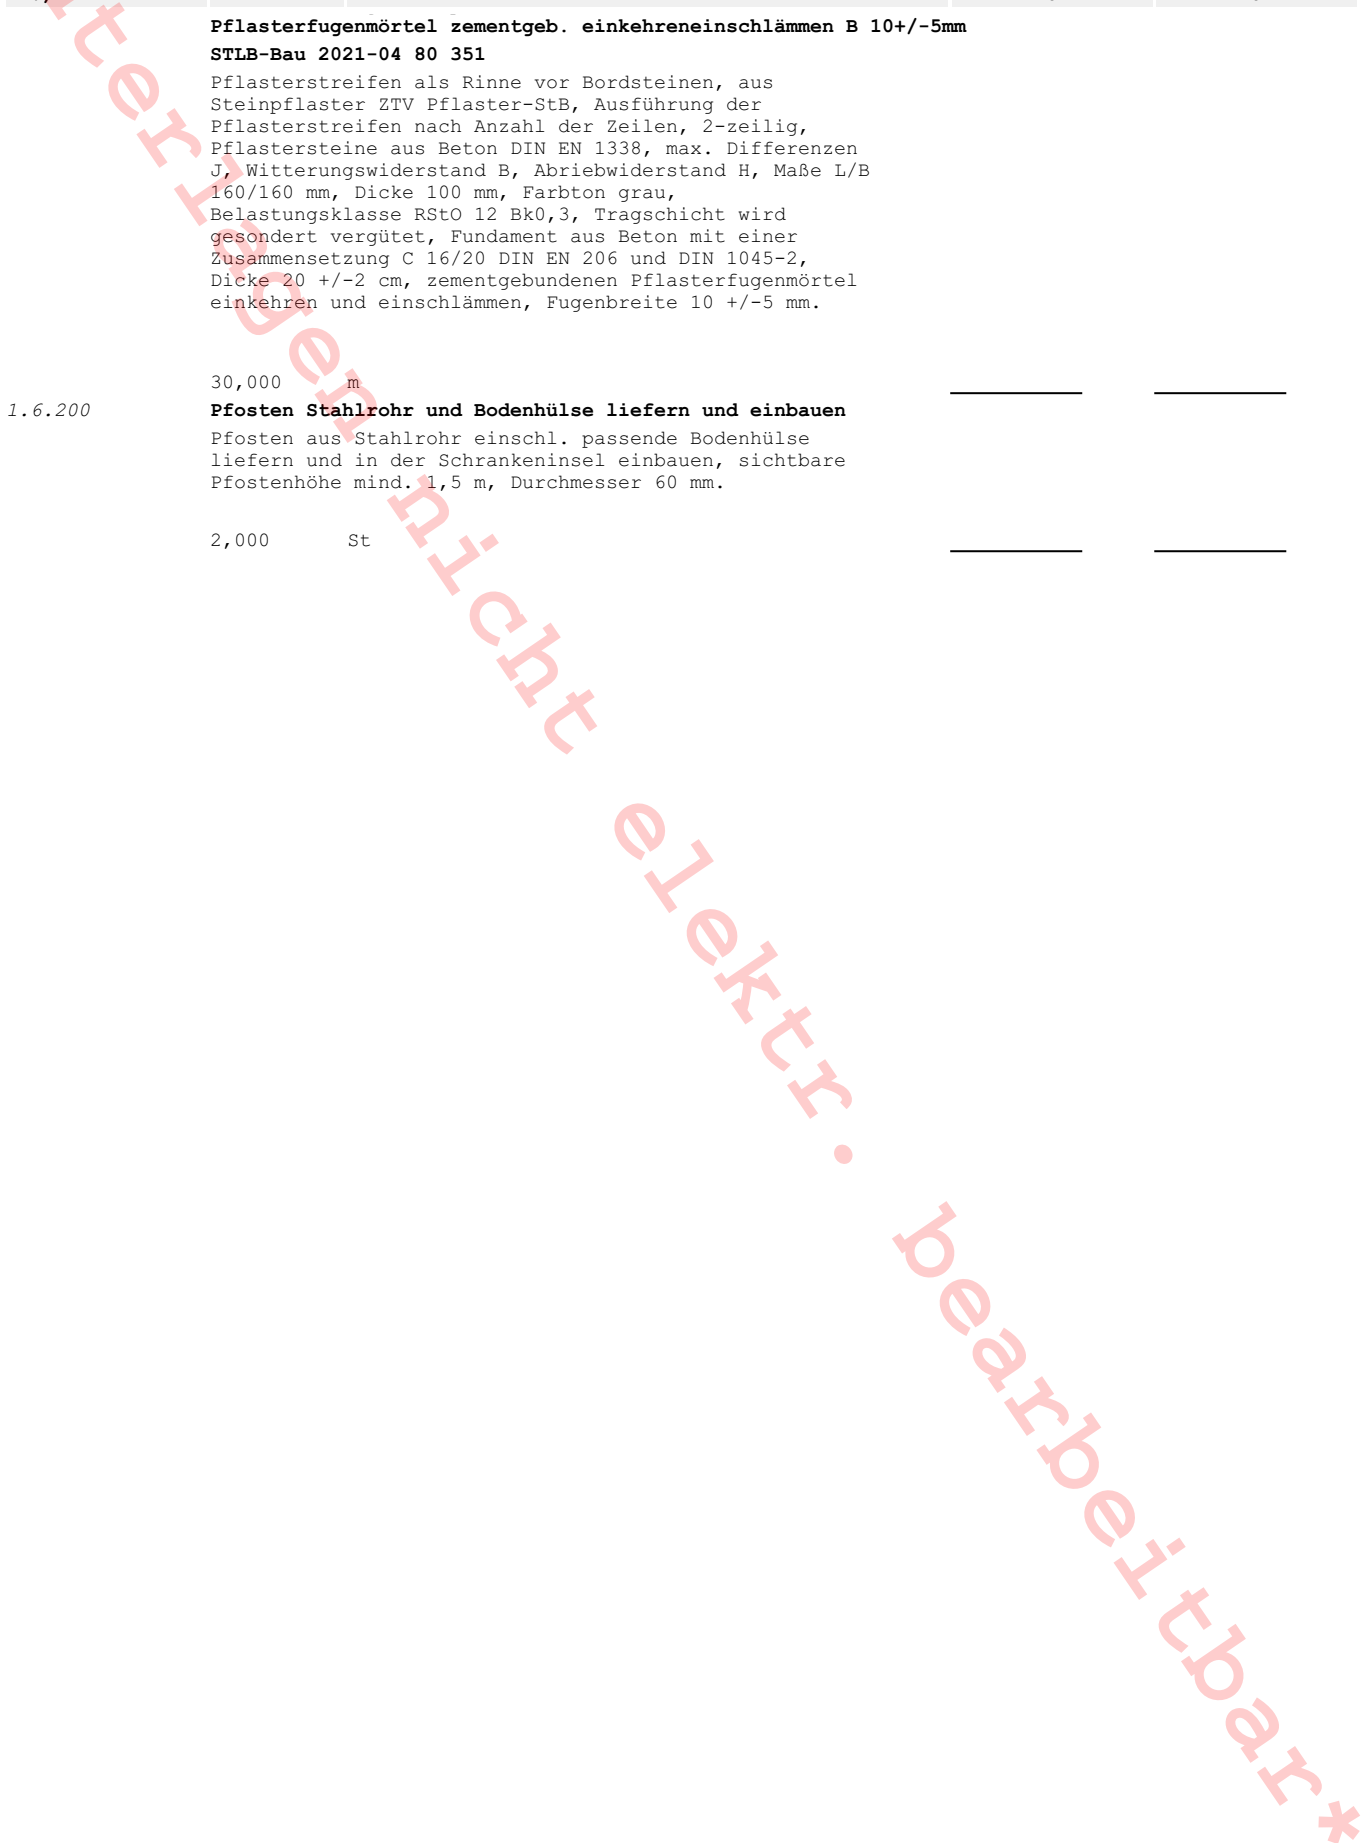 Pflasterfugenmörtel zementgeb. einkehreneinschlämmen B 10+/-5mm
STLB-Bau 2021-04 80 351
Pflasterstreifen als Rinne vor Bordsteinen, aus
Steinpflaster ZTV Pflaster-StB, Ausführung der
Pflasterstreifen nach Anzahl der Zeilen, 2-zeilig,
Pflastersteine aus Beton DIN EN 1338, max. Differenzen
J, Witterungswiderstand B, Abriebwiderstand H, Maße L/B
160/160 mm, Dicke 100 mm, Farbton grau,
Belastungsklasse RStO 12 Bk0,3, Tragschicht wird
gesondert vergütet, Fundament aus Beton mit einer
Zusammensetzung C 16/20 DIN EN 206 und DIN 1045-2,
Dicke 20 +/-2 cm, zementgebundenen Pflasterfugenmörtel
einkehren und einschlämmen, Fugenbreite 10 +/-5 mm.
30,000 m
1.6.200 Pfosten Stahlrohr und Bodenhülse liefern und einbauen
Pfosten aus Stahlrohr einschl. passende Bodenhülse
liefern und in der Schrankeninsel einbauen, sichtbare
Pfostenhöhe mind. 1,5 m, Durchmesser 60 mm.
2,000 St
terlagen nicht elektr. bearbeitbar*